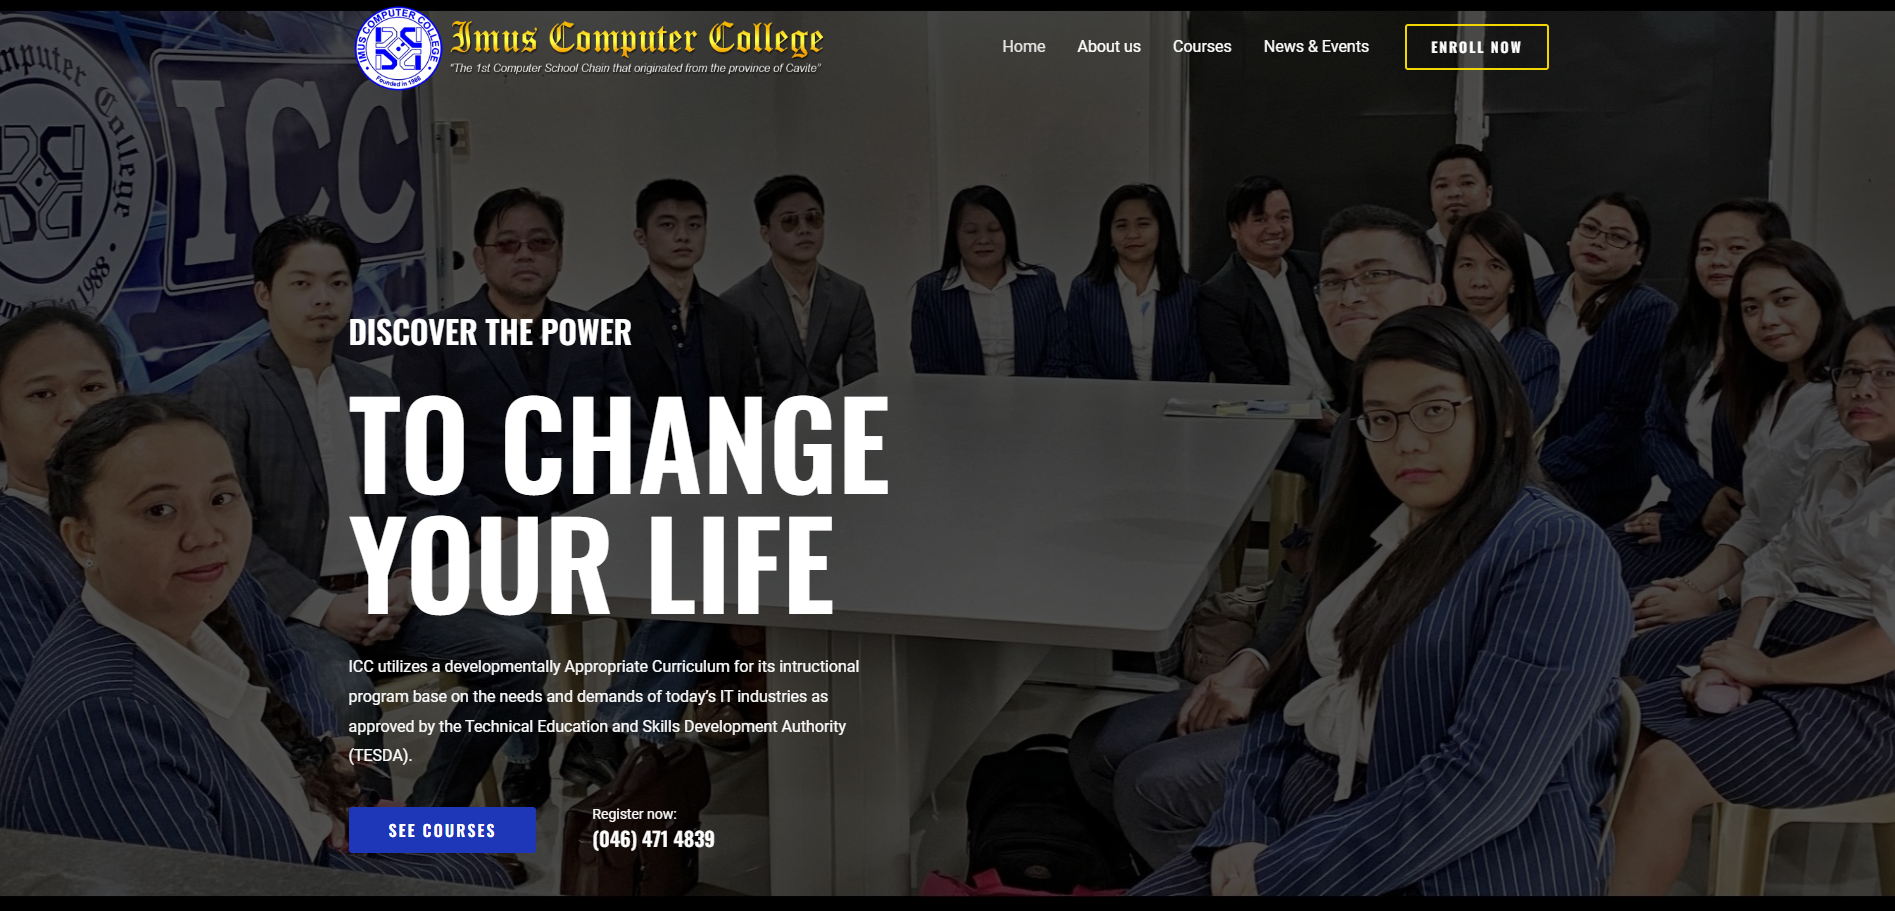 IMUS COMPUTER COLLEGE
Founded in 1988
Imus Computer College
"The 1st Computer School Chain that originated from the province of Cavite"
Home
About us
Courses
News & Events
ENROLL NOW
mputer College
ICC
1988
DISCOVER THE POWER
TO CHANGE
YOUR LIFE
ICC utilizes a developmentally Appropriate Curriculum for its intructional
program base on the needs and demands of today's IT industries as
approved by the Technical Education and Skills Development Authority
(TESDA).
SEE COURSES
Register now:
(046) 471 4839